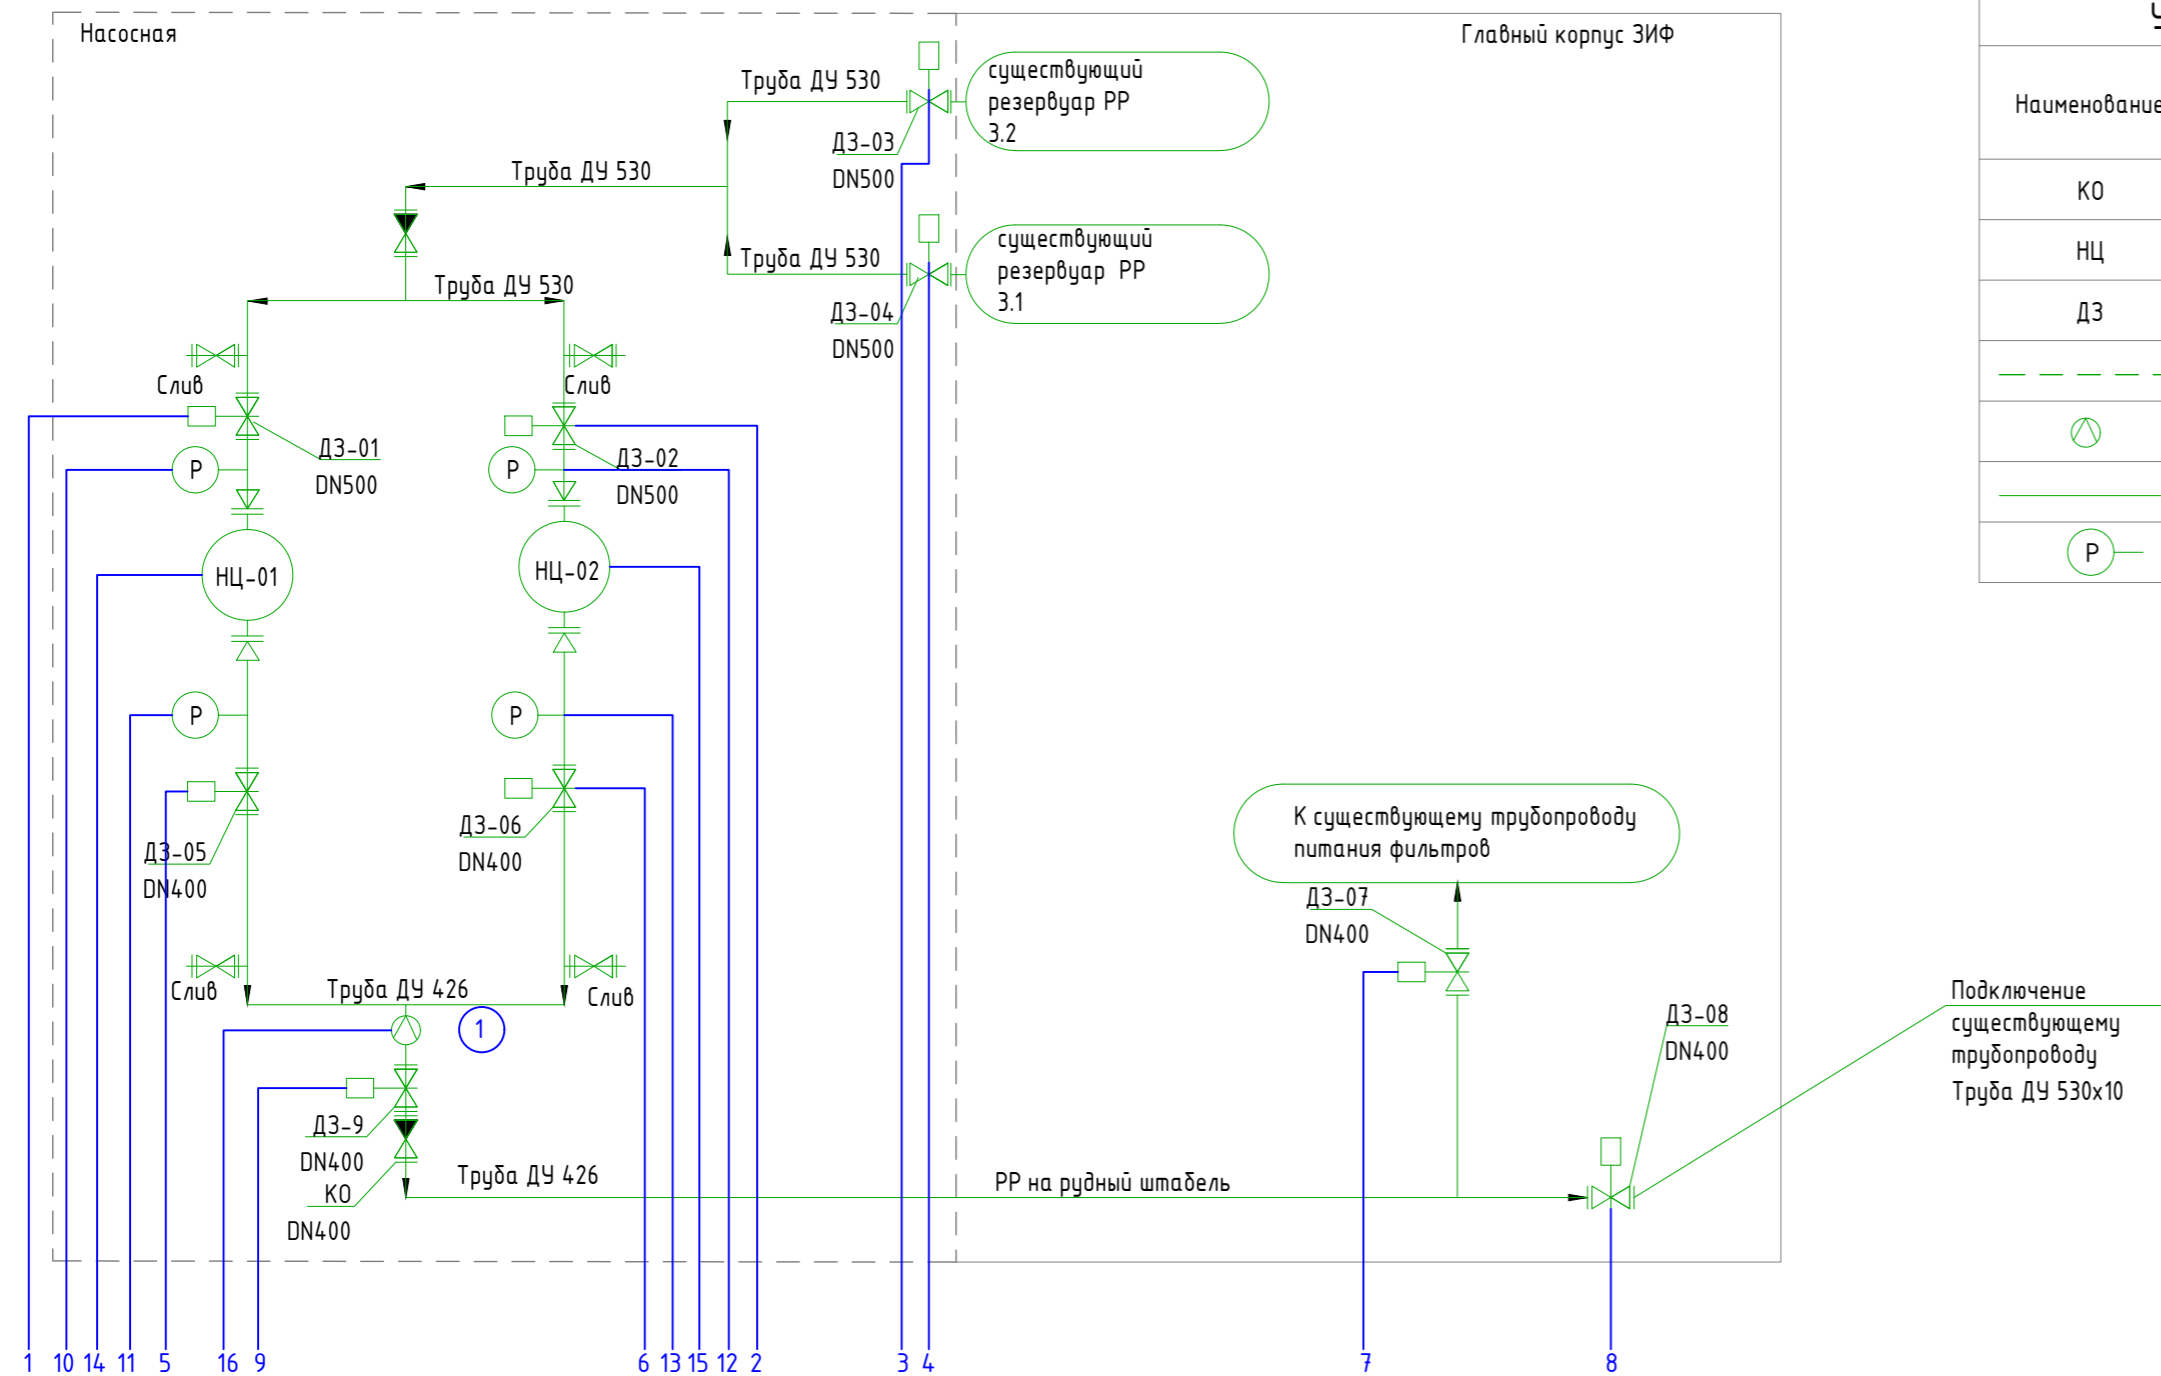 Насосная
Главный корпус ЗИФ
Труба ДУ 530
существующий
резервуар РР
3.2
ДЗ-03
DN500
Труба ДУ 530
Труба ДУ 530
существующий
резервуар РР
3.1
ДЗ-04
DN500
Труба ДУ 530
Слив
Слив
ДЗ-01
DN500
ДЗ-02
DN500
P
P
НЦ-01
НЦ-02
P
P
ДЗ-05
DN400
ДЗ-06
DN400
Слив
Слив
Труба ДУ 426
1
ДЗ-9
DN400
КО
DN400
Труба ДУ 426
РР на рудный штабель
К существующему трубопроводу
питания фильтров
ДЗ-07
DN400
ДЗ-08
DN400
Подключение
существующему
трубопроводу
Труба ДУ 530х10
Наименование
КО
НЦ
ДЗ
P
1 10 14 11 5 16 9 6 13 15 12 2 3 4 7 8